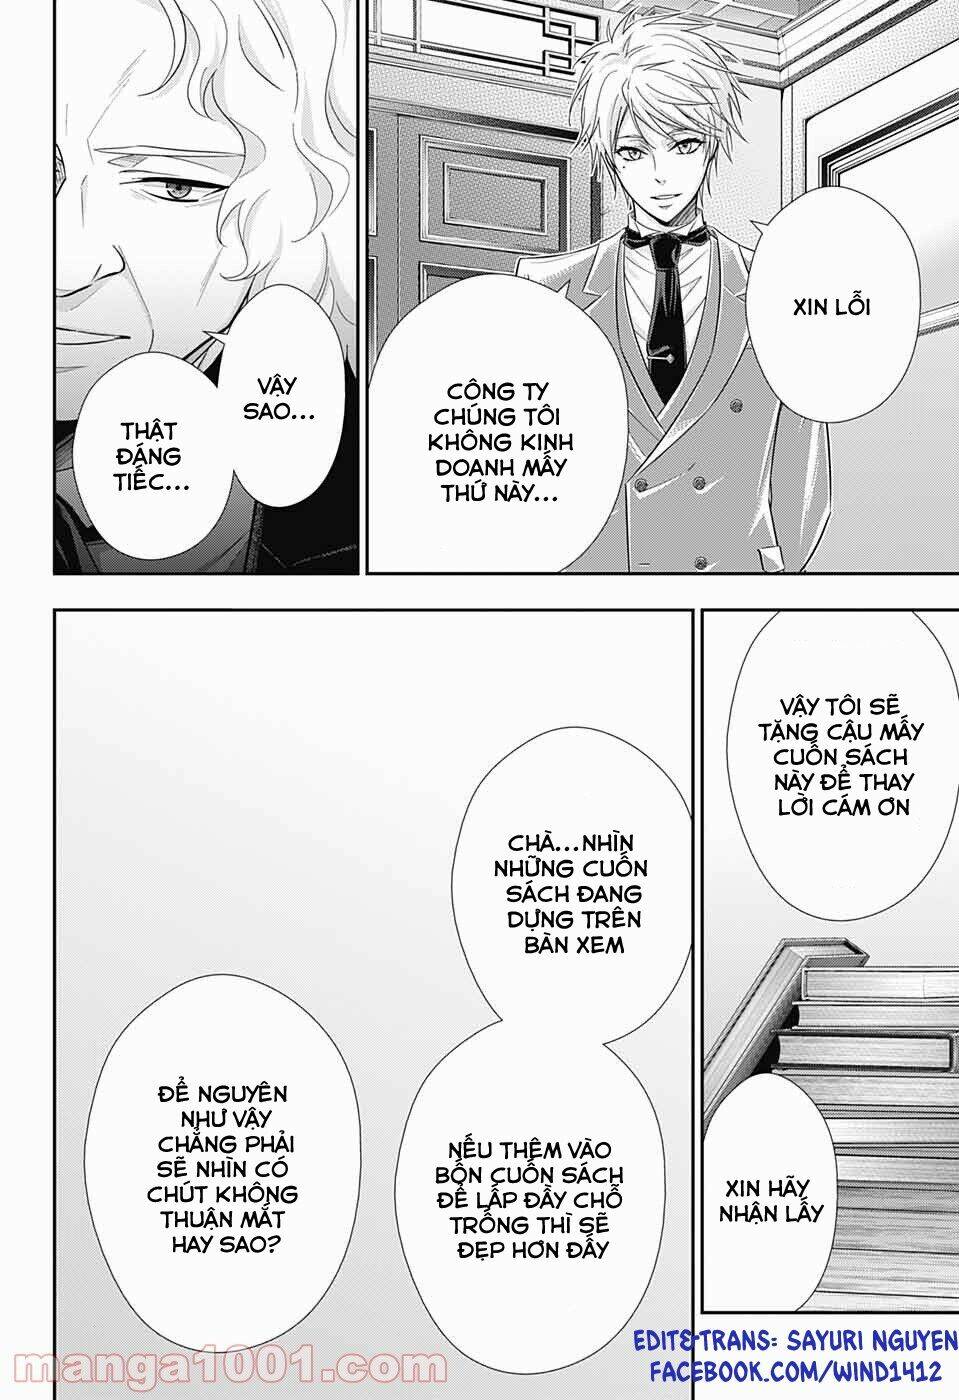 XIN LỖI
CÔNG TY
CHÚNG TÔI
KHÔNG KINH
DOANH MẤY
THỨ NÀY...
VẬY
SAO...
THẬT
ĐÁNG
TIẾC...
VẬY TÔI SẼ
TẶNG CẬU MẤY
CUỐN SÁCH
NÀY ĐỂ THAY
LỜI CÁM ƠN
XIN HÃY
NHẬN LẤY
CHÀ...NHÌN
NHỮNG CUỐN
SÁCH ĐANG
DỰNG TRÊN
BÀN XEM
NẾU THÊM VÀO
BỐN CUỐN SÁCH
ĐỂ LẤP ĐẦY CHỖ
TRỐNG THÌ SẼ
ĐẸP HƠN ĐẤY
ĐỂ NGUYÊN
NHƯ VẬY
CHẲNG PHẢI
SẼ NHÌN CÓ
CHÚT KHÔNG
THUẬN MẮT
HAY SAO?
EDITE-TRANS: SAYURI NGUYEN
FACEBOOK.COM/WIND1412
manga1001.com